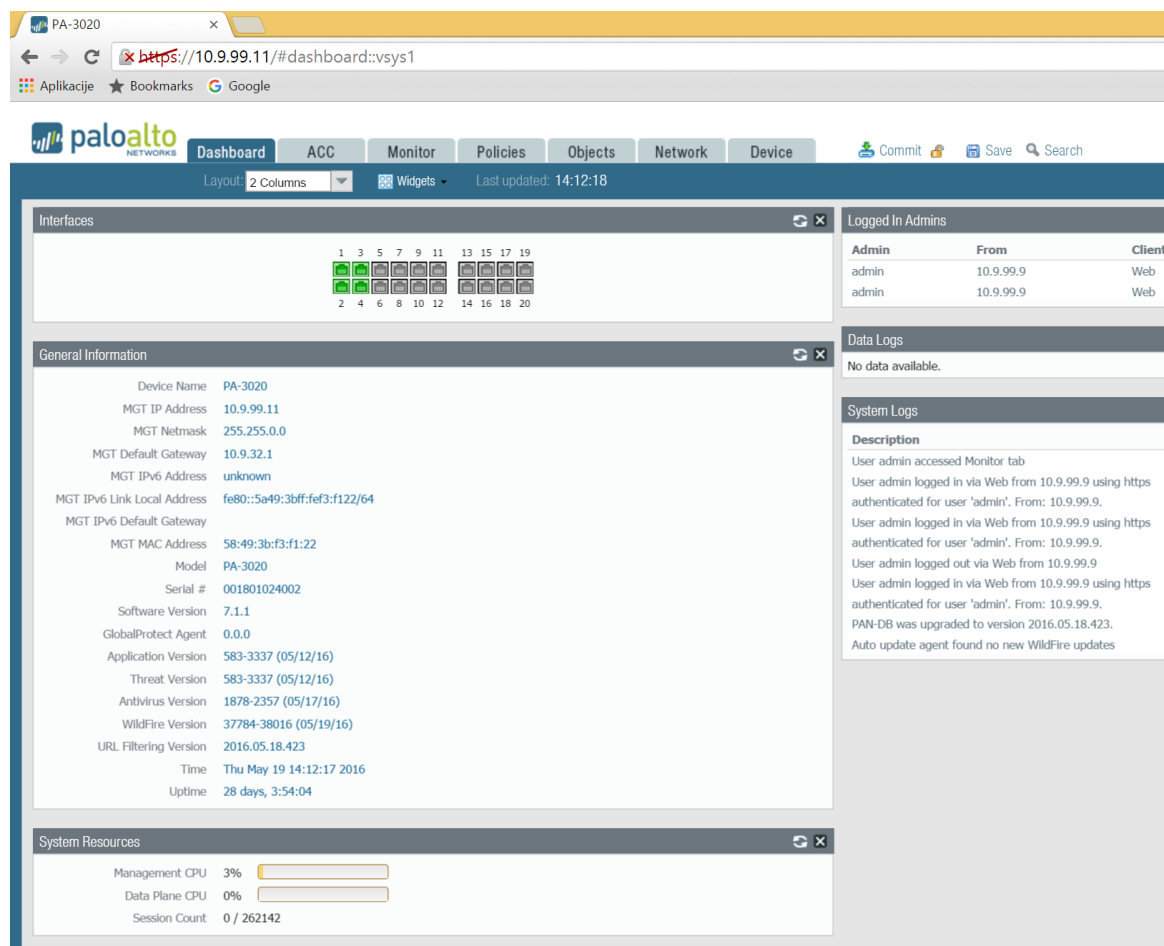 PA-3020
https://10.9.99.11/#dashboard::vsys1
Aplikacije Bookmarks G Google
paloalto NETWORKS
Dashboard ACC Monitor Policies Objects Network Device Commit Save Search
Layout: 2 Columns Widgets Last updated: 14:12:18
Interfaces
1 3 5 7 9 11 13 15 17 19
2 4 6 8 10 12 14 16 18 20
General Information
Device Name PA-3020
MGT IP Address 10.9.99.11
MGT Netmask 255.255.0.0
MGT Default Gateway 10.9.32.1
MGT IPv6 Address unknown
MGT IPv6 Link Local Address fe80::5a49:3bff:fef3:f122/64
MGT IPv6 Default Gateway
MGT MAC Address 58:49:3b:f3:f1:22
Model PA-3020
Serial # 001801024002
Software Version 7.1.1
GlobalProtect Agent 0.0.0
Application Version 583-3337 (05/12/16)
Threat Version 583-3337 (05/12/16)
Antivirus Version 1878-2357 (05/17/16)
WildFire Version 37784-38016 (05/19/16)
URL Filtering Version 2016.05.18.423
Time Thu May 19 14:12:17 2016
Uptime 28 days, 3:54:04
System Resources
Management CPU 3%
Data Plane CPU 0%
Session Count 0 / 262142
Logged In Admins
Admin From Client
admin 10.9.99.9 Web
admin 10.9.99.9 Web
Data Logs
No data available.
System Logs
Description
User admin accessed Monitor tab
User admin logged in via Web from 10.9.99.9 using https
authenticated for user 'admin'. From: 10.9.99.9.
User admin logged in via Web from 10.9.99.9 using https
authenticated for user 'admin'. From: 10.9.99.9.
User admin logged out via Web from 10.9.99.9
User admin logged in via Web from 10.9.99.9 using https
authenticated for user 'admin'. From: 10.9.99.9.
PAN-DB was upgraded to version 2016.05.18.423.
Auto update agent found no new WildFire updates